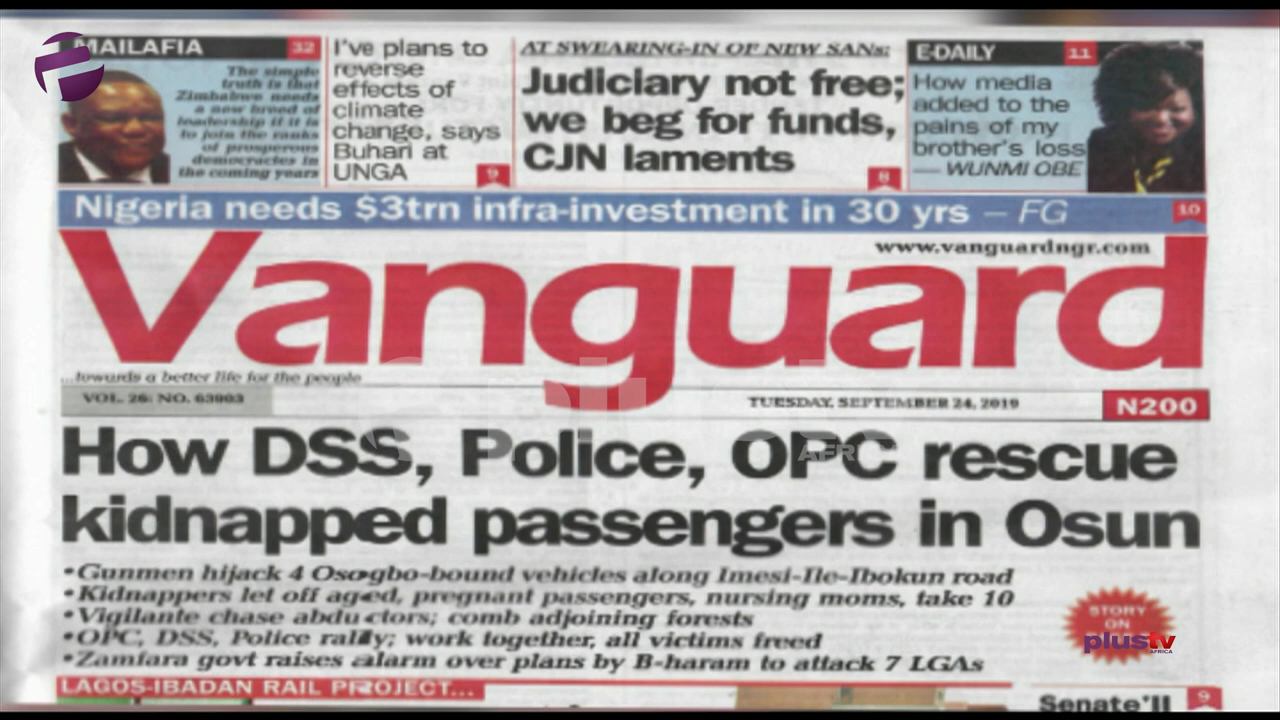 MAILAFIA 32
The simple
truth is that
Zimbabwe needs
a new breed of
leadership if it is
to join the ranks
of prosperous
democracies in
the coming years
I've plans to
reverse
effects of
climate
change, says
Buhari at
UNGA 9
AT SWEARING-IN OF NEW SANs:
Judiciary not free;
we beg for funds,
CJN laments 8
E-DAILY 11
How media
added to the
pains of my
brother's loss
— WUNMI OBE
Nigeria needs $3trn infra-investment in 30 yrs – FG 10
www.vanguardngr.com
Vanguard
...towards a better life for the people
VOL. 26: NO. 63903 TUESDAY, SEPTEMBER 24, 2019 N200
How DSS, Police, OPC rescue
kidnapped passengers in Osun
•Gunmen hijack 4 Osogbo-bound vehicles along Imesi-Ile-Ibokun road
•Kidnappers let off aged, pregnant passengers, nursing moms, take 10
•Vigilante chase abductors; comb adjoining forests
•OPC, DSS, Police rally; work together, all victims freed
•Zamfara govt raises alarm over plans by B-haram to attack 7 LGAs
STORY
ON
plustv
AFRICA
LAGOS-IBADAN RAIL PROJECT...
Senate'll 9